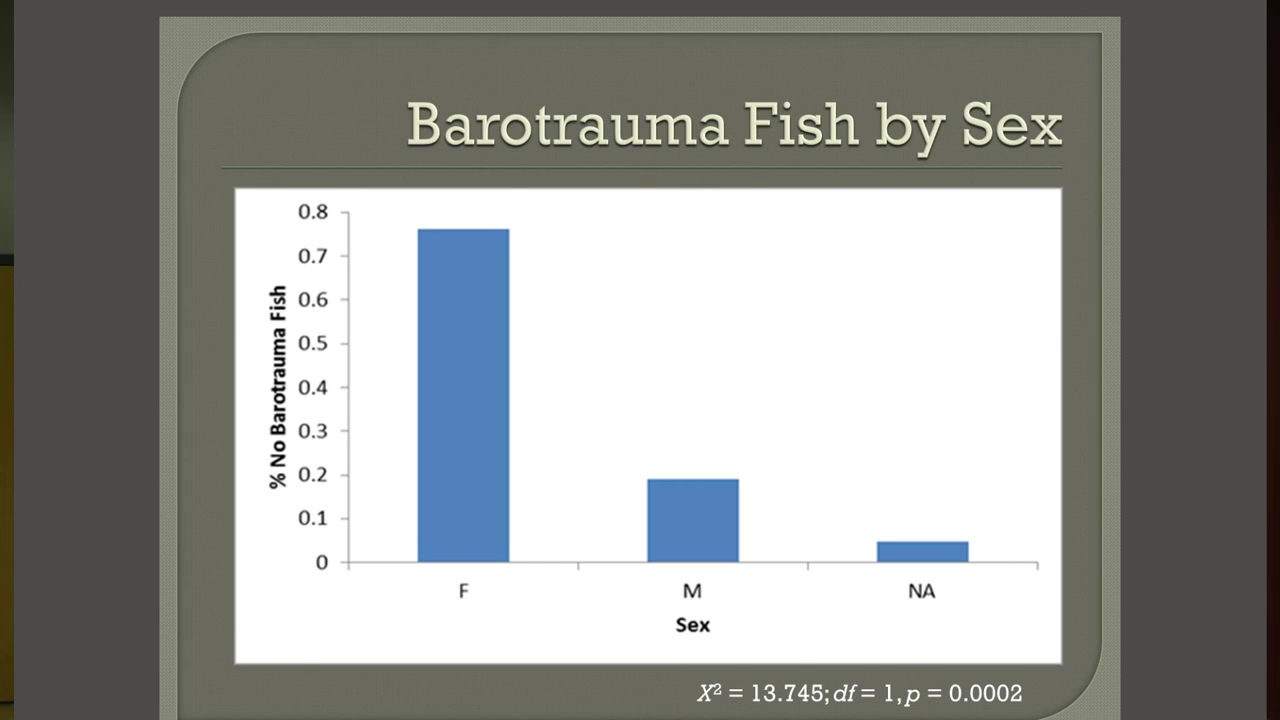 Barotrauma Fish by Sex
% No Barotrauma Fish
0.8
0.7
0.6
0.5
0.4
0.3
0.2
0.1
0
F M NA
Sex
X² = 13.745; df = 1, p = 0.0002